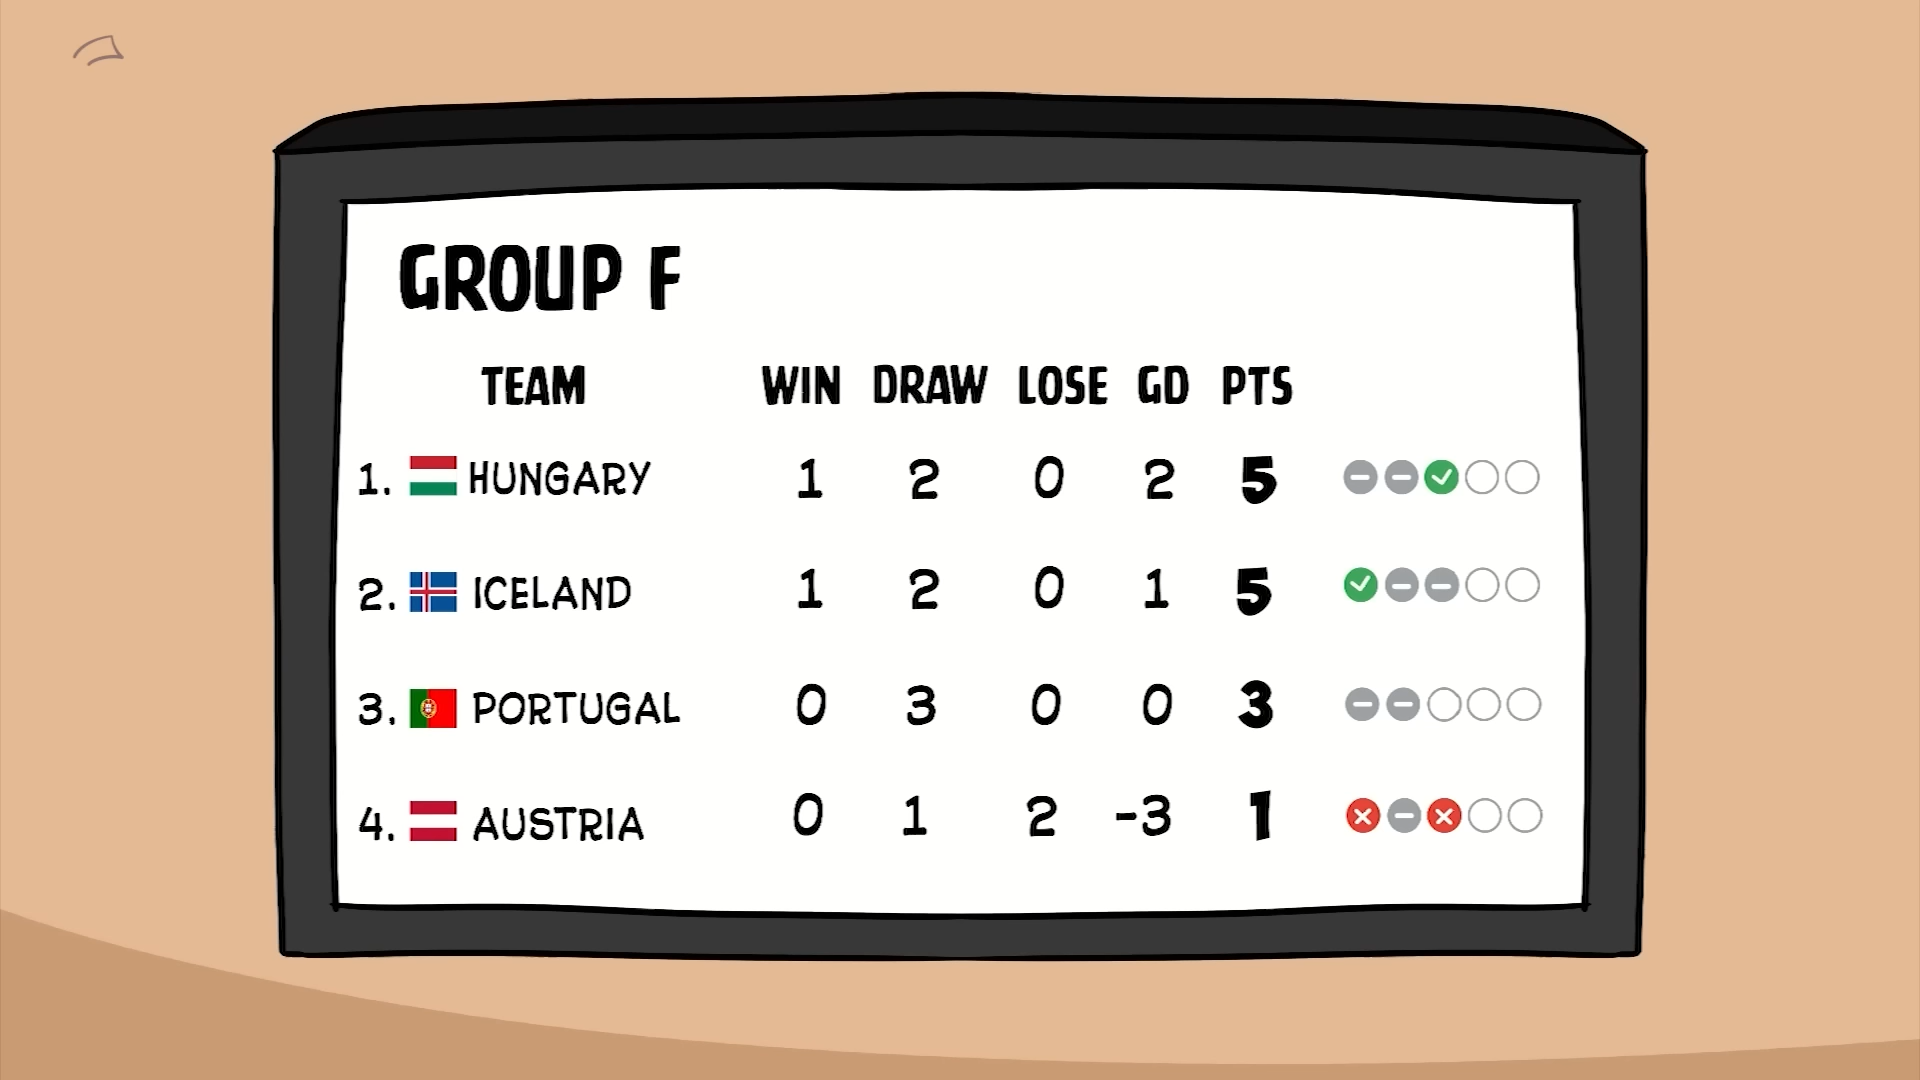 GROUP F
TEAM WIN DRAW LOSE GD PTS
1. HUNGARY 1 2 0 2 5
2. ICELAND 1 2 0 1 5
3. PORTUGAL 0 3 0 0 3
4. AUSTRIA 0 1 2 -3 1